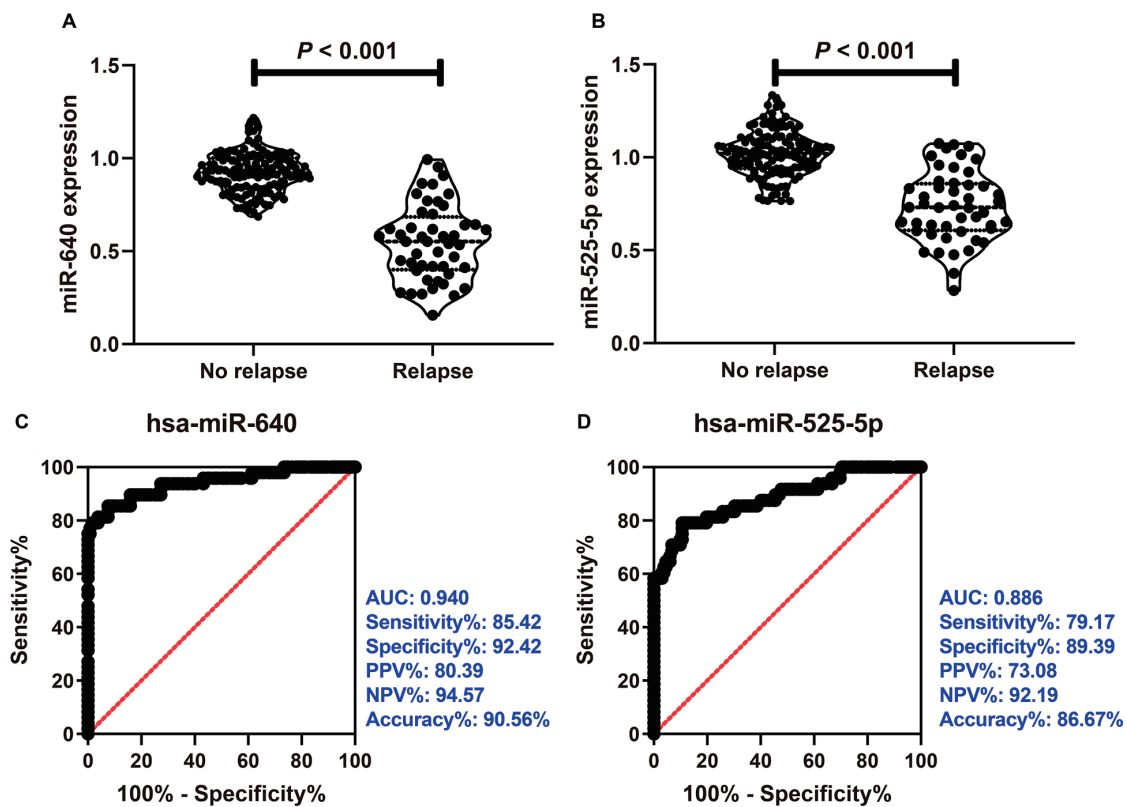 A
P < 0.001
miR-640 expression
1.5
1.0
0.5
0.0
No relapse
Relapse
B
P < 0.001
miR-525-5p expression
1.5
1.0
0.5
0.0
No relapse
Relapse
C
hsa-miR-640
Sensitivity%
100
80
60
40
20
0
AUC: 0.940
Sensitivity%: 85.42
Specificity%: 92.42
PPV%: 80.39
NPV%: 94.57
Accuracy%: 90.56%
0 20 40 60 80 100
100% - Specificity%
D
hsa-miR-525-5p
Sensitivity%
100
80
60
40
20
0
AUC: 0.886
Sensitivity%: 79.17
Specificity%: 89.39
PPV%: 73.08
NPV%: 92.19
Accuracy%: 86.67%
0 20 40 60 80 100
100% - Specificity%